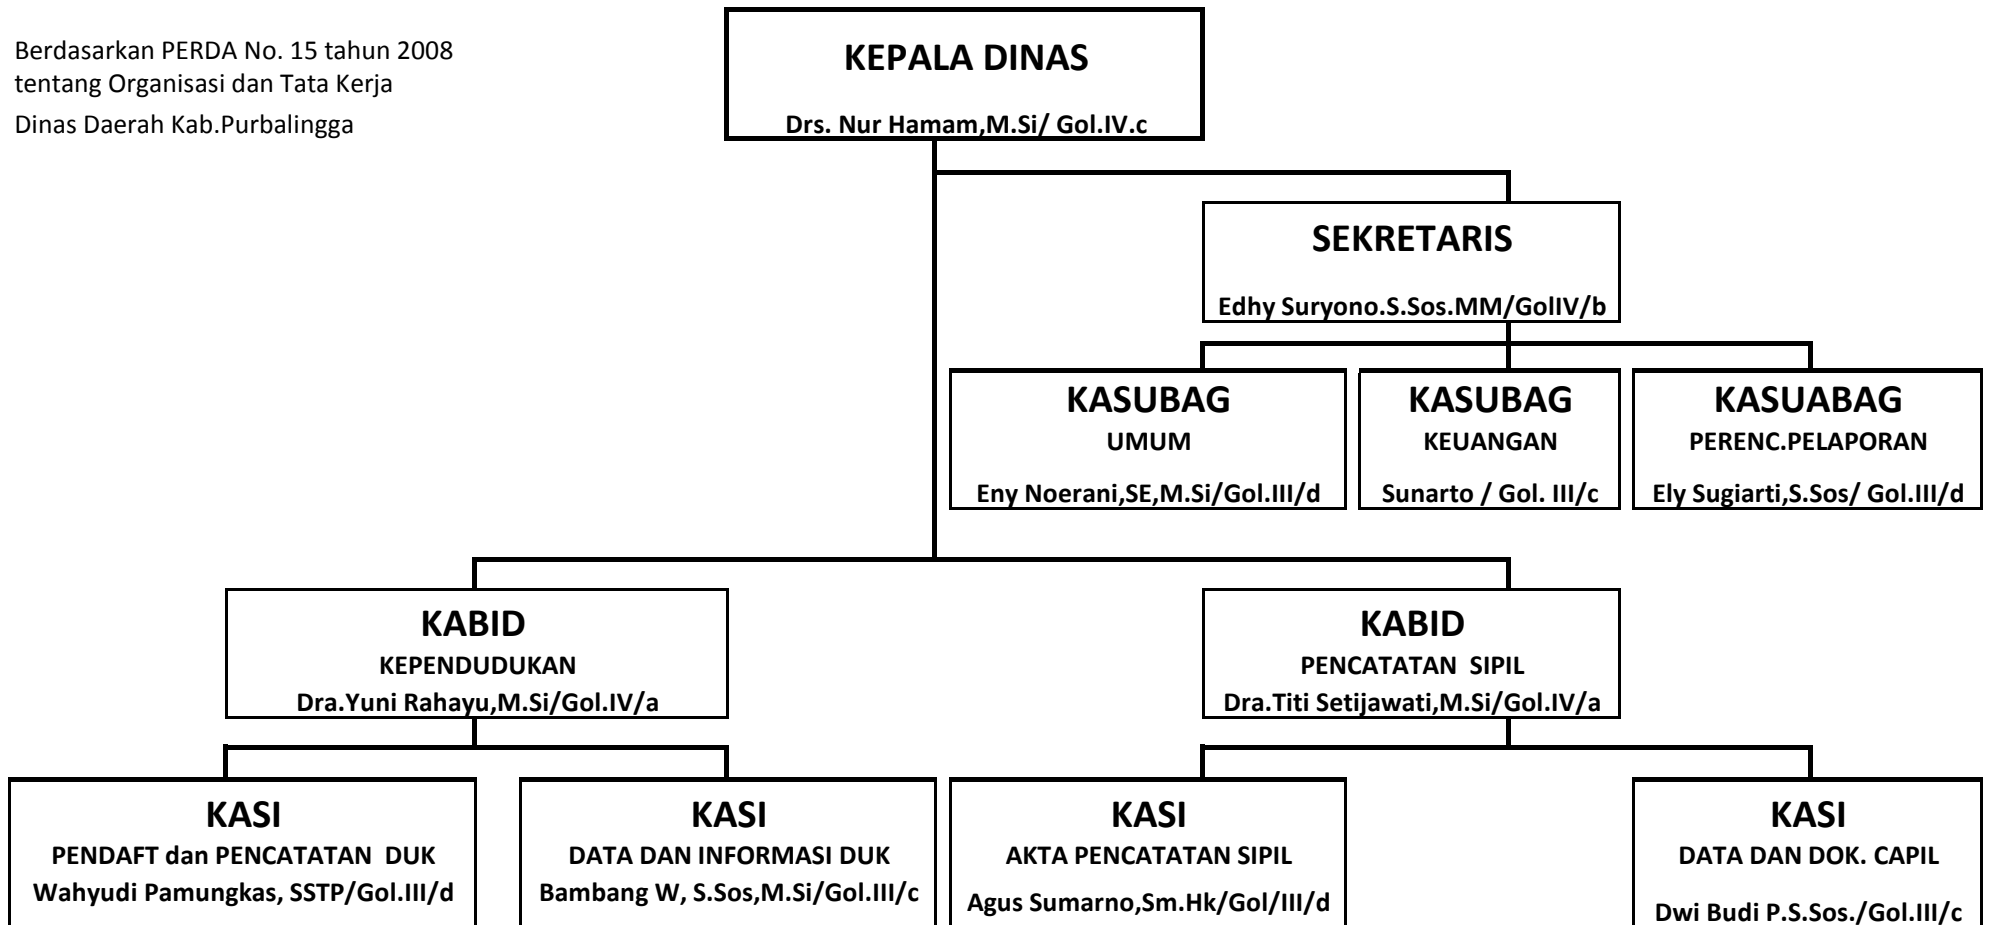 Berdasarkan PERDA No. 15 tahun 2008
tentang Organisasi dan Tata Kerja
Dinas Daerah Kab.Purbalingga
KEPALA DINAS
Drs. Nur Hamam,M.Si/ Gol.IV.c
SEKRETARIS
Edhy Suryono.S.Sos.MM/GolIV/b
KASUBAG
UMUM
Eny Noerani,SE,M.Si/Gol.III/d
KASUBAG
KEUANGAN
Sunarto / Gol. III/c
KASUABAG
PERENC.PELAPORAN
Ely Sugiarti,S.Sos/ Gol.III/d
KABID
KEPENDUDUKAN
Dra.Yuni Rahayu,M.Si/Gol.IV/a
KABID
PENCATATAN  SIPIL
Dra.Titi Setijawati,M.Si/Gol.IV/a
KASI
PENDAFT dan PENCATATAN  DUK
Wahyudi Pamungkas, SSTP/Gol.III/d
KASI
DATA DAN INFORMASI DUK
Bambang W, S.Sos,M.Si/Gol.III/c
KASI
AKTA PENCATATAN SIPIL
Agus Sumarno,Sm.Hk/Gol/III/d
KASI
DATA DAN DOK. CAPIL
Dwi Budi P.S.Sos./Gol.III/c